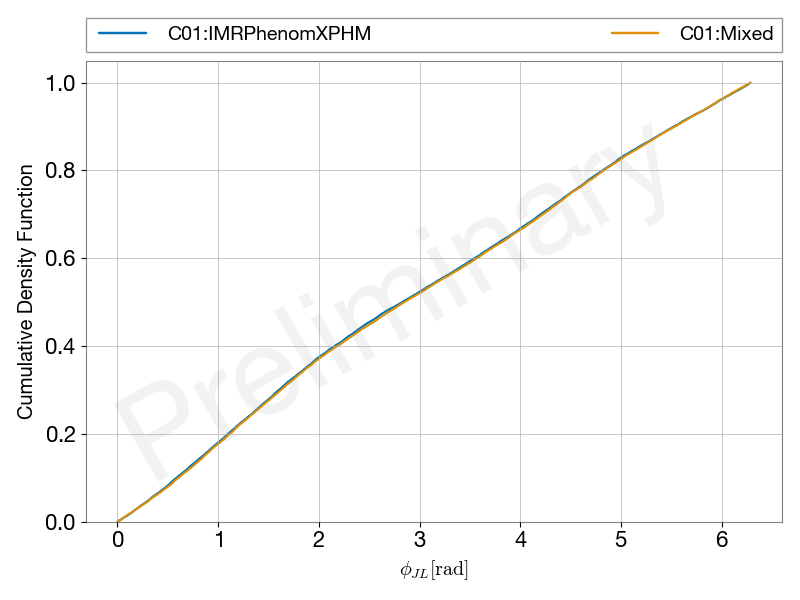 C01:IMRPhenomXPHM C01:Mixed
Cumulative Density Function
1.0
0.8
0.6
0.4
0.2
0.0
Preliminary
0 1 2 3 4 5 6
ϕ_JL[rad]